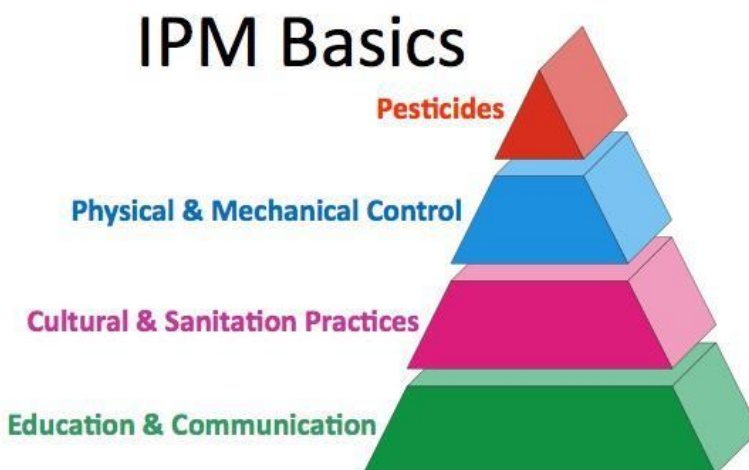 IPM Basics
Pesticides
Physical & Mechanical Control
Cultural & Sanitation Practices
Education & Communication